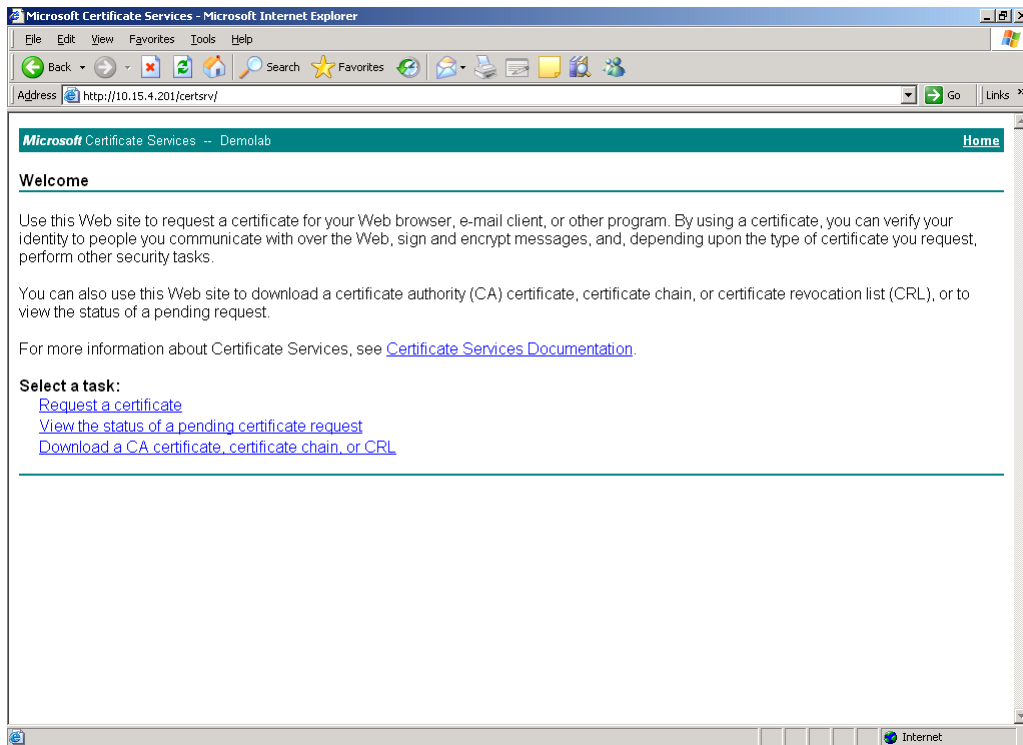 Microsoft Certificate Services - Microsoft Internet Explorer
File Edit View Favorites Tools Help
Back Search Favorites
Address http://10.15.4.201/certsrv/ Go Links »
Microsoft Certificate Services -- Demolab Home
Welcome
Use this Web site to request a certificate for your Web browser, e-mail client, or other program. By using a certificate, you can verify your
identity to people you communicate with over the Web, sign and encrypt messages, and, depending upon the type of certificate you request,
perform other security tasks.
You can also use this Web site to download a certificate authority (CA) certificate, certificate chain, or certificate revocation list (CRL), or to
view the status of a pending request.
For more information about Certificate Services, see Certificate Services Documentation.
Select a task:
Request a certificate
View the status of a pending certificate request
Download a CA certificate, certificate chain, or CRL
Internet